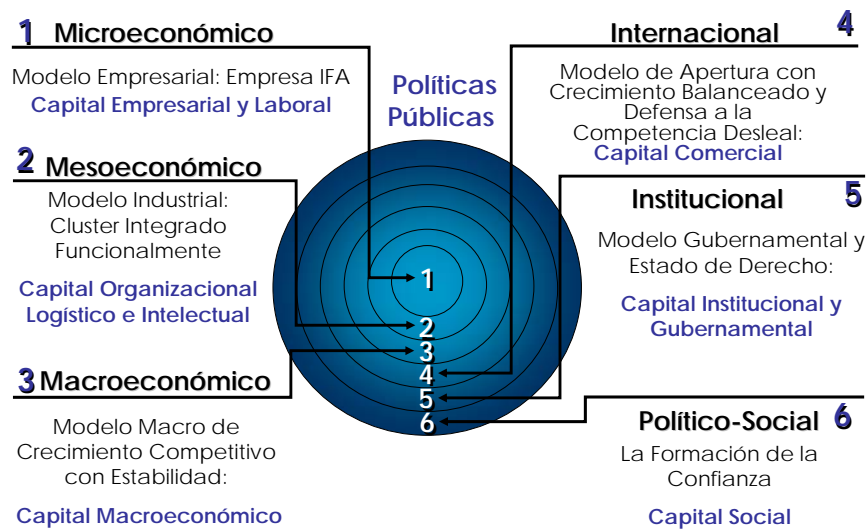 1 Microeconómico
Modelo Empresarial: Empresa IFA
Capital Empresarial y Laboral
2 Mesoeconómico
Modelo Industrial:
Cluster Integrado
Funcionalmente
Capital Organizacional
Logístico e Intelectual
3 Macroeconómico
Modelo Macro de
Crecimiento Competitivo
con Estabilidad:
Capital Macroeconómico
Políticas
Públicas
1
2
3
4
5
6
Internacional 4
Modelo de Apertura con
Crecimiento Balanceado y
Defensa a la
Competencia Desleal:
Capital Comercial
Institucional 5
Modelo Gubernamental y
Estado de Derecho:
Capital Institucional y
Gubernamental
Político-Social 6
La Formación de la
Confianza
Capital Social